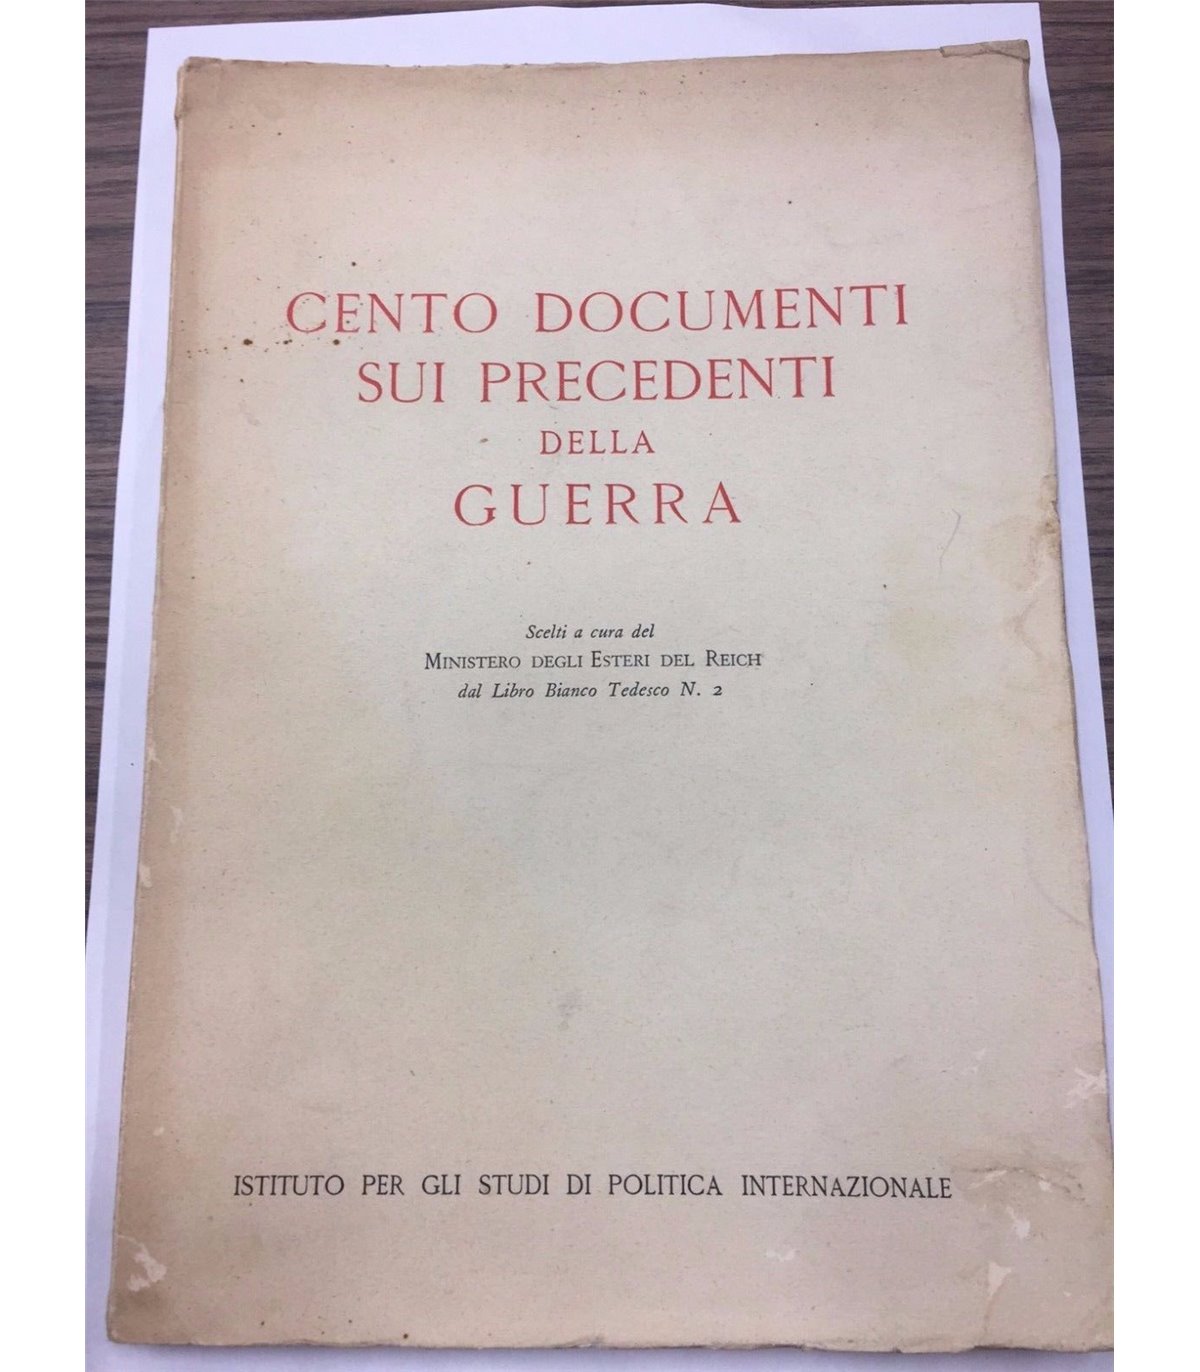 CENTO DOCUMENTI
SUI PRECEDENTI
DELLA
GUERRA
Scelti a cura del
MINISTERO DEGLI ESTERI DEL REICH
dal Libro Bianco Tedesco N. 2
ISTITUTO PER GLI STUDI DI POLITICA INTERNAZIONALE